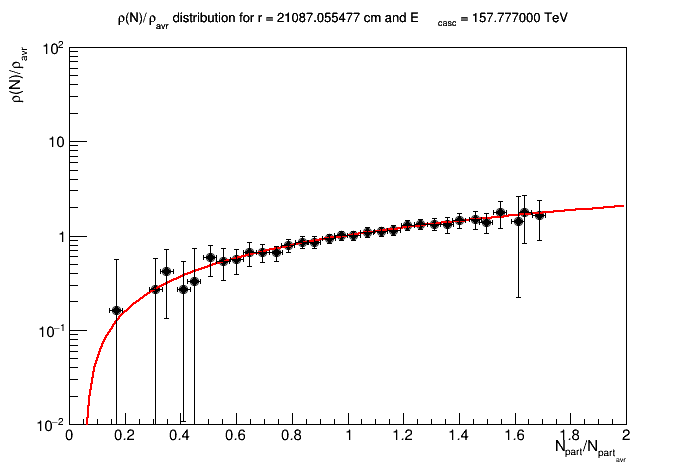 ρ(N)/ρavr distribution for r = 21087.055477 cm and E casc = 157.777000 TeV
ρ(N)/ρavr
10²
10
1
10⁻¹
10⁻²
0 0.2 0.4 0.6 0.8 1 1.2 1.4 1.6 1.8 2
Npart/Npartavr